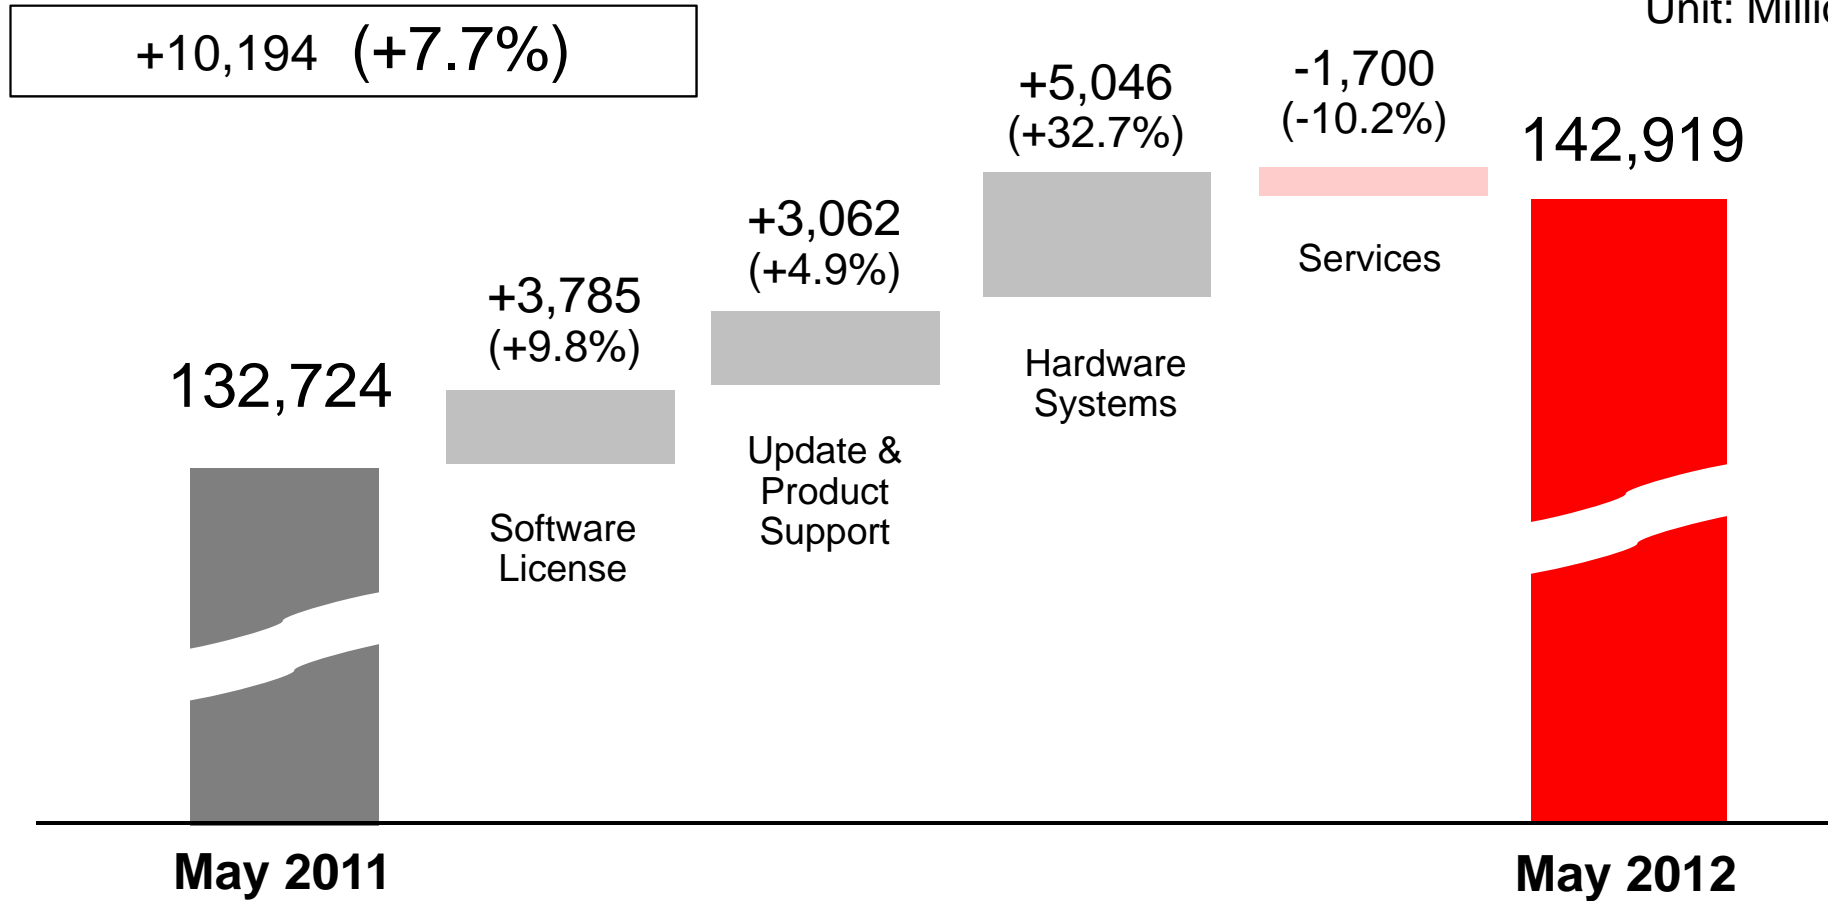 Unit:
+10,194 (+7.7%)
+5,046
(+32.7%)
-1,700
(-10.2%)
142,919
+3,062
(+4.9%)
Services
+3,785
(+9.8%)
132,724
Hardware
Systems
Update &
Product
Support
Software
License
May 2011
May 2012